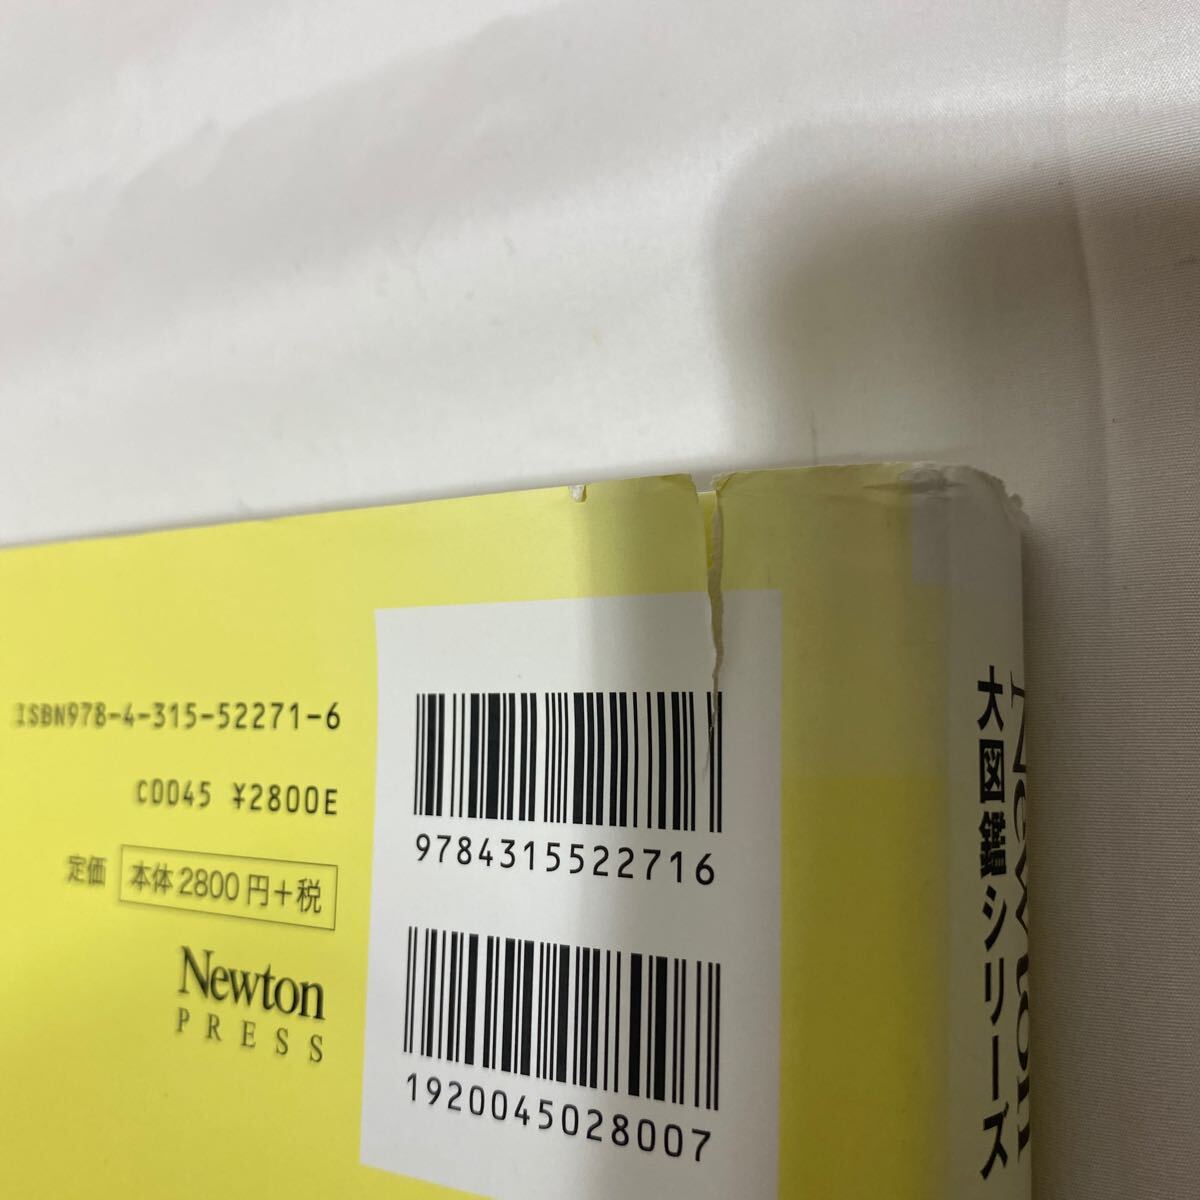 ISBN978-4-315-52271-6
C0045 ¥2800E
定価 本体2800円+税
Newton
PRESS
9784315522716
1920045028007
Newton
大図鑑シリーズ